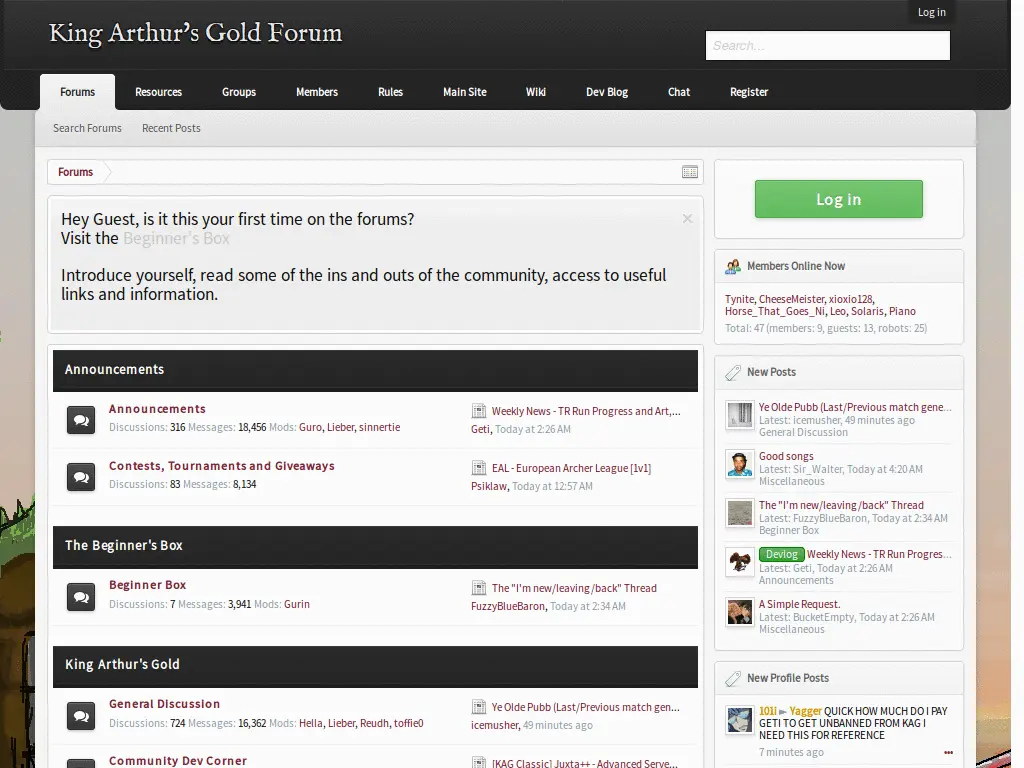 Log in
King Arthur's Gold Forum
Search...
Forums Resources Groups Members Rules Main Site Wiki Dev Blog Chat Register
Search Forums Recent Posts
Forums
Hey Guest, is it this your first time on the forums?
Visit the Beginner's Box
Introduce yourself, read some of the ins and outs of the community, access to useful
links and information.
Announcements
Announcements
Discussions: 316 Messages: 18,456 Mods: Guro, Lieber, sinnertie
Weekly News - TR Run Progress and Art,...
Geti, Today at 2:26 AM
Contests, Tournaments and Giveaways
Discussions: 83 Messages: 8,134
EAL - European Archer League [1v1]
Psiklaw, Today at 12:57 AM
The Beginner's Box
Beginner Box
Discussions: 7 Messages: 3,941 Mods: Gurin
The "I'm new/leaving/back" Thread
FuzzyBlueBaron, Today at 2:34 AM
King Arthur's Gold
General Discussion
Discussions: 724 Messages: 16,362 Mods: Hella, Lieber, Reudh, toffie0
Ye Olde Pubb (Last/Previous match gen...
icemusher, 49 minutes ago
Community Dev Corner
[KAG Classic] Juxta++ - Advanced Serve...
Log in
Members Online Now
Tynite, CheeseMeister, xioxio128,
Horse_That_Goes_Ni, Leo, Solaris, Piano
Total: 47 (members: 9, guests: 13, robots: 25)
New Posts
Ye Olde Pubb (Last/Previous match gene...
Latest: icemusher, 49 minutes ago
General Discussion
Good songs
Latest: Sir_Walter, Today at 4:20 AM
Miscellaneous
The "I'm new/leaving/back" Thread
Latest: FuzzyBlueBaron, Today at 2:34 AM
Beginner Box
Devlog Weekly News - TR Run Progres...
Latest: Geti, Today at 2:26 AM
Announcements
A Simple Request.
Latest: BucketEmpty, Today at 2:26 AM
Miscellaneous
New Profile Posts
101i ► Yagger QUICK HOW MUCH DO I PAY
GETI TO GET UNBANNED FROM KAG I
NEED THIS FOR REFERENCE
7 minutes ago
•••